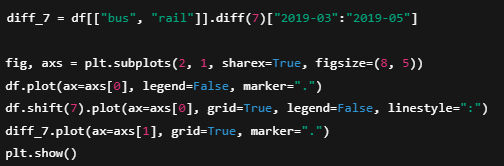 diff_7 = df[["bus", "rail"]].diff(7)["2019-03":"2019-05"]
fig, axs = plt.subplots(2, 1, sharex=True, figsize=(8, 5))
df.plot(ax=axs[0], legend=False, marker=".")
df.shift(7).plot(ax=axs[0], grid=True, legend=False, linestyle=":")
diff_7.plot(ax=axs[1], grid=True, marker=".")
plt.show()